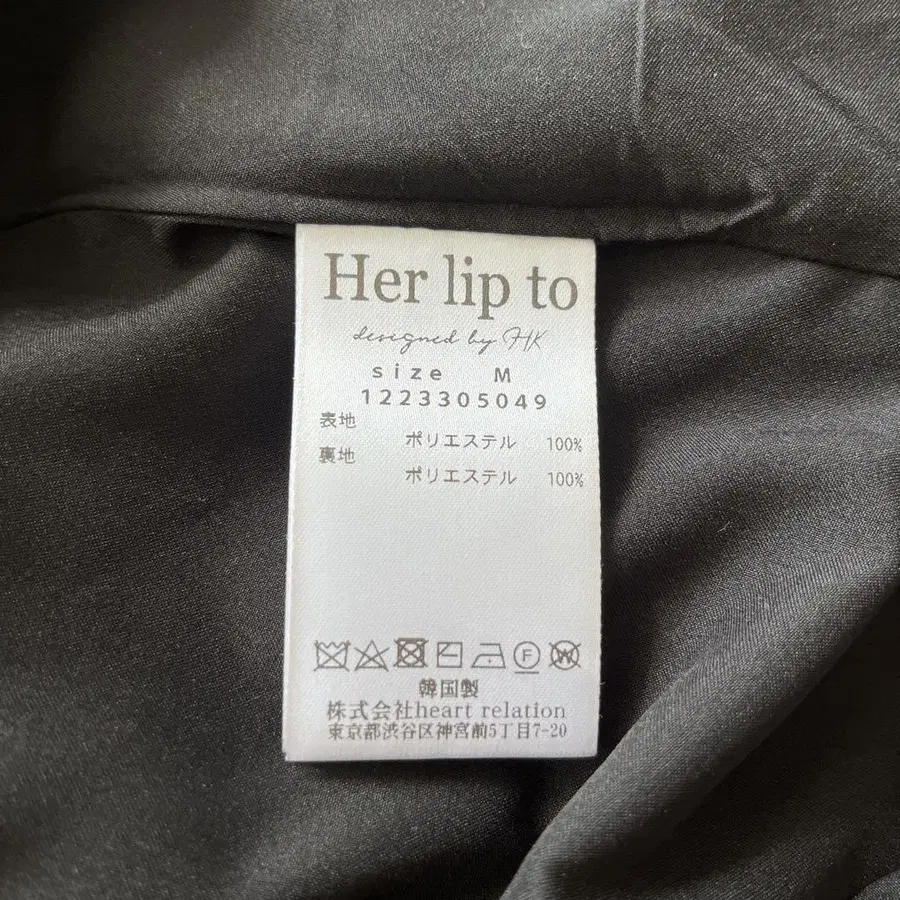 Her lip to
designed by HK
size M
1223305049
表地
ポリエステル 100%
裏地
ポリエステル 100%
F W
韓国製
株式会社heart relation
東京都渋谷区神宮前5丁目7-20